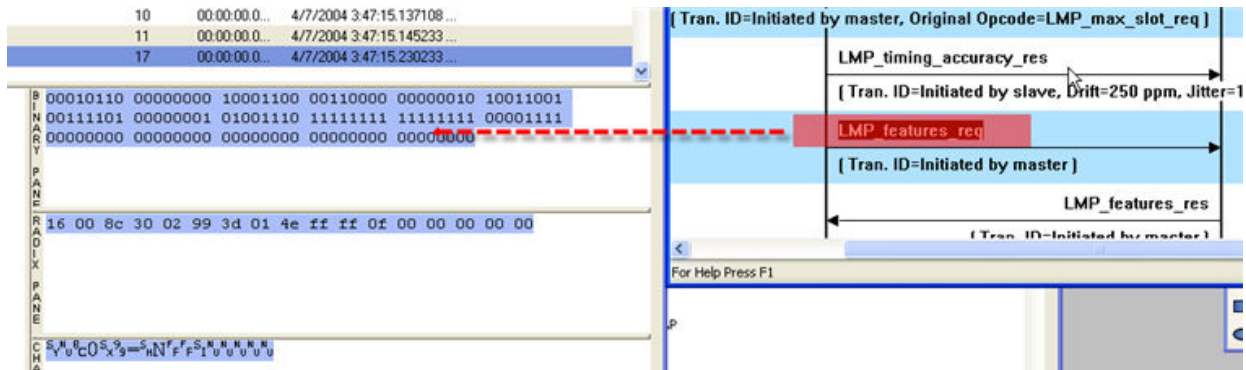 10 00:00:00.0... 4/7/2004 3:47:15.137108 ...
11 00:00:00.0... 4/7/2004 3:47:15.145233 ...
17 00:00:00.0... 4/7/2004 3:47:15.230233 ...
BINARY PANE
00010110 00000000 10001100 00110000 00000010 10011001
00111101 00000001 01001110 11111111 11111111 00001111
00000000 00000000 00000000 00000000 00000000
RADIX PANE
16 00 8c 30 02 99 3d 01 4e ff ff 0f 00 00 00 00 00
CHA
( Tran. ID=Initiated by master, Original Opcode=LMP_max_slot_req )
LMP_timing_accuracy_res
( Tran. ID=Initiated by slave, Drift=250 ppm, Jitter=1
LMP_features_req
( Tran. ID=Initiated by master )
LMP_features_res
( Tran. ID=Initiated by master )
For Help Press F1